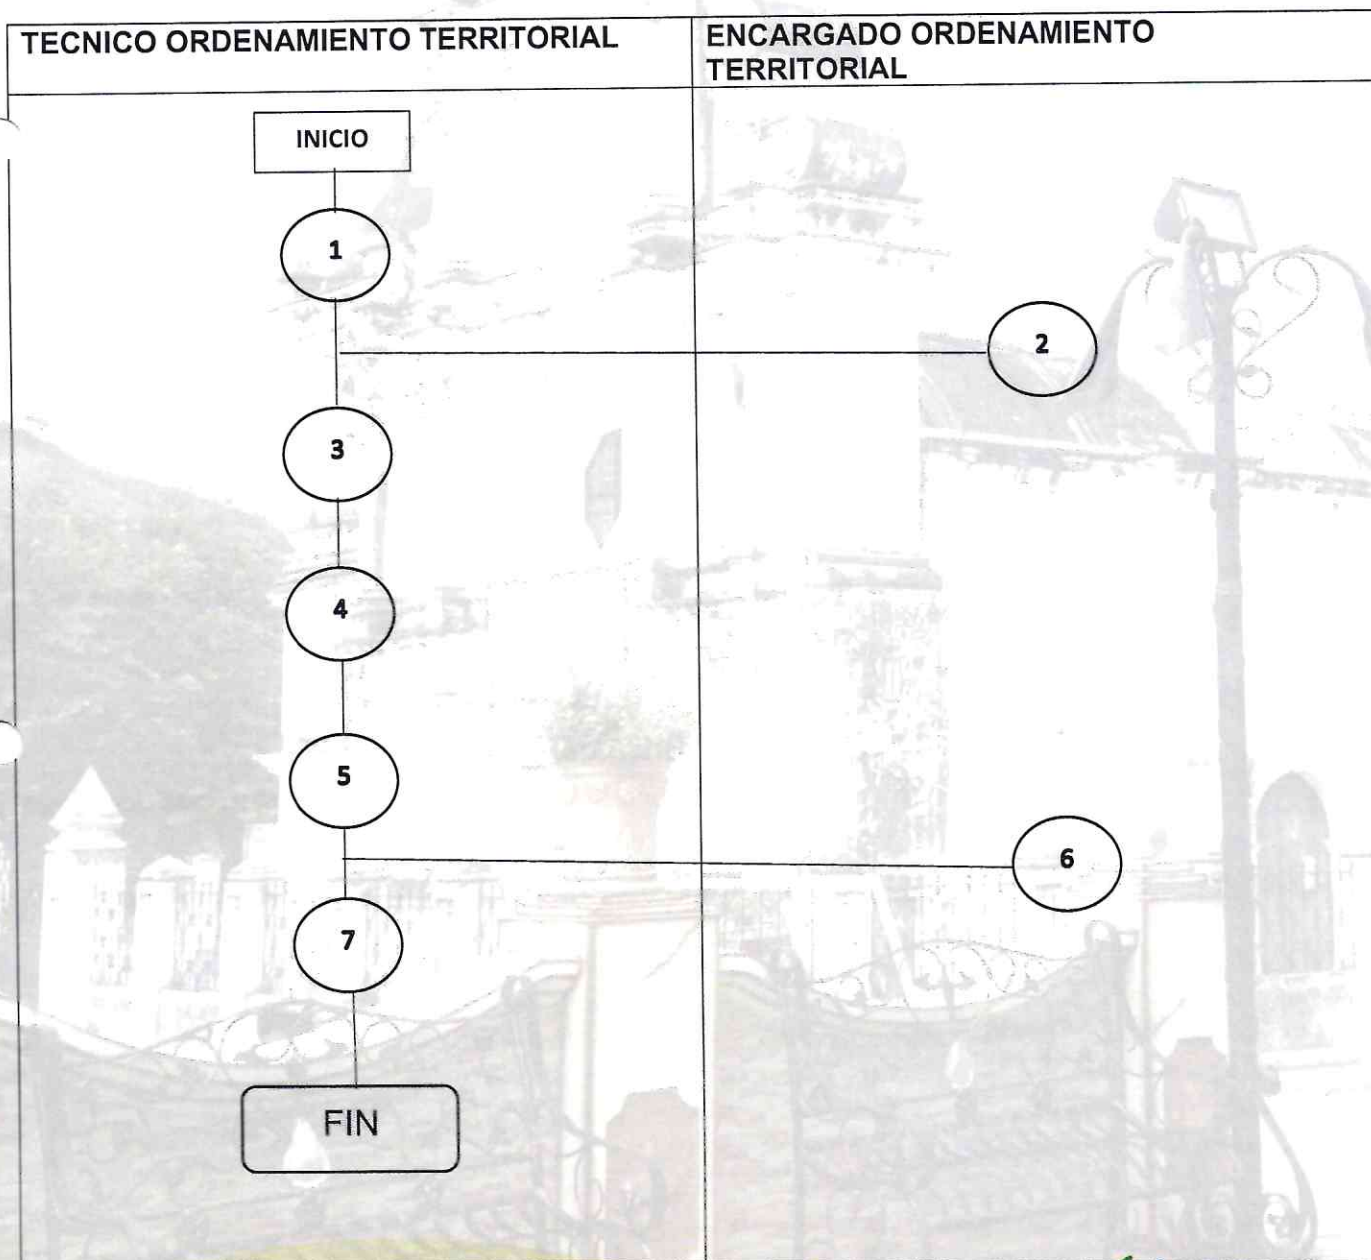 TECNICO ORDENAMIENTO TERRITORIAL
ENCARGADO ORDENAMIENTO
TERRITORIAL
INICIO
1
2
3
4
5
6
7
FIN